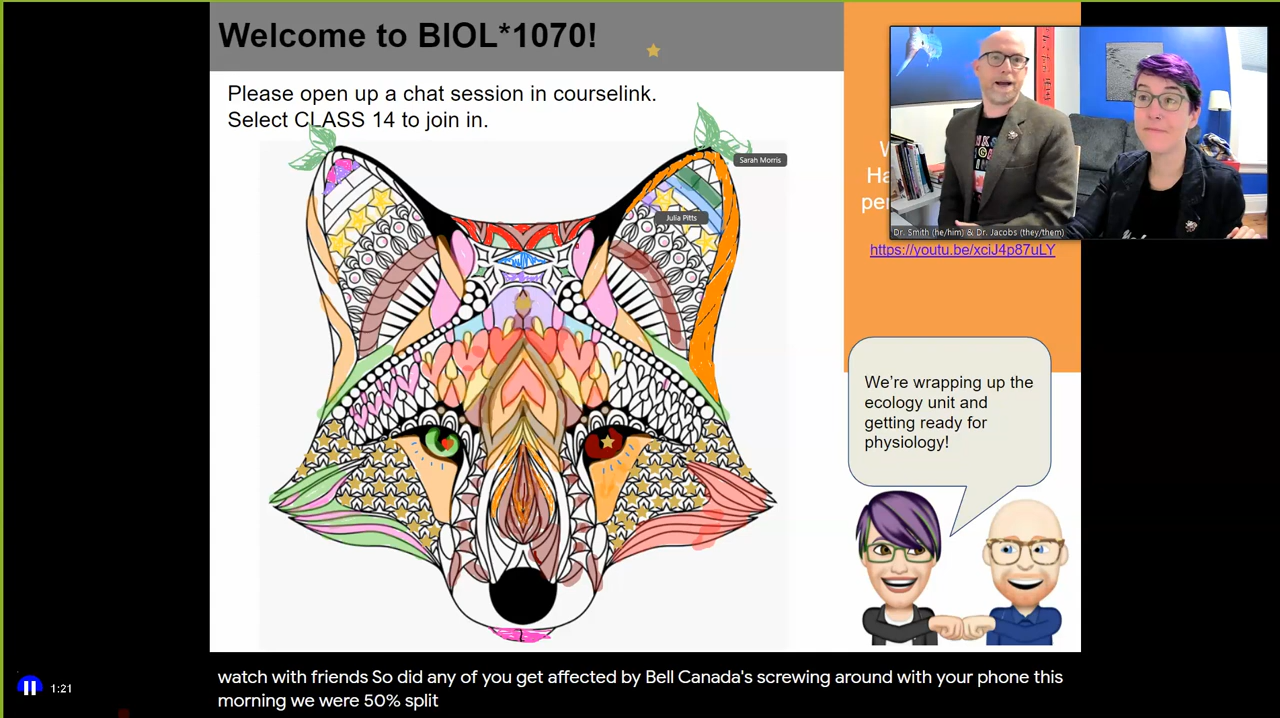 Welcome to BIOL*1070!
Please open up a chat session in courselink.
Select CLASS 14 to join in.
Sarah Morris
Julia Pitts
W
Ha
pe
Dr. Smith (he/him) & Dr. Jacobs (they/them)
https://youtu.be/xciJ4p87uLY
We're wrapping up the
ecology unit and
getting ready for
physiology!
1:21
watch with friends So did any of you get affected by Bell Canada's screwing around with your phone this
morning we were 50% split